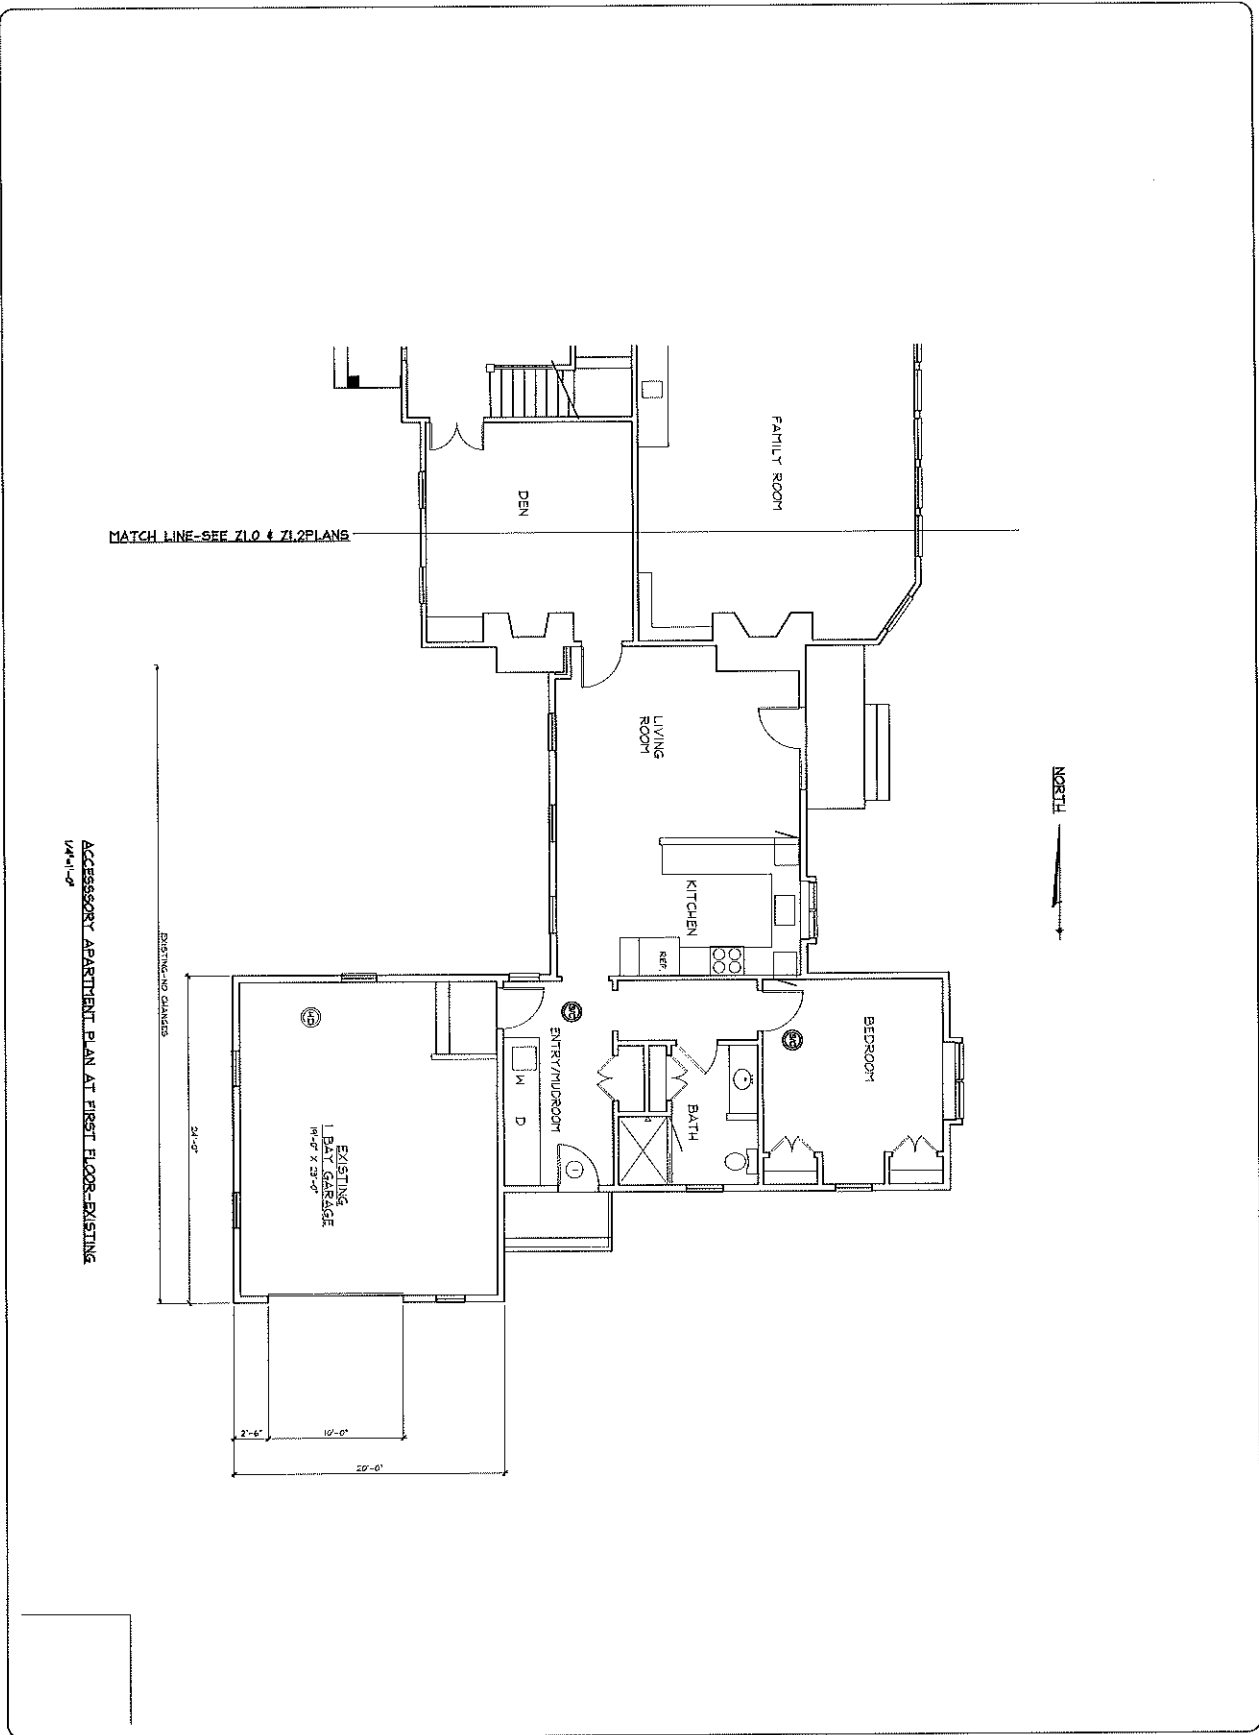 FAMILY ROOM
DEN
MATCH LINE-SEE Z1.0 & Z1.2PLANS
LIVING
ROOM
NORTH
KITCHEN
REF.
BEDROOM
ENTRY/MUDROOM
W D
BATH
HD
EXISTING
1 BAY GARAGE
19'-0" X 23'-0"
EXISTING-NO CHANGES
24'-0"
2'-6"
10'-0"
20'-0"
ACCESSSORY APARTMENT PLAN AT FIRST FLOOR-EXISTING
1/4"=1'-0"